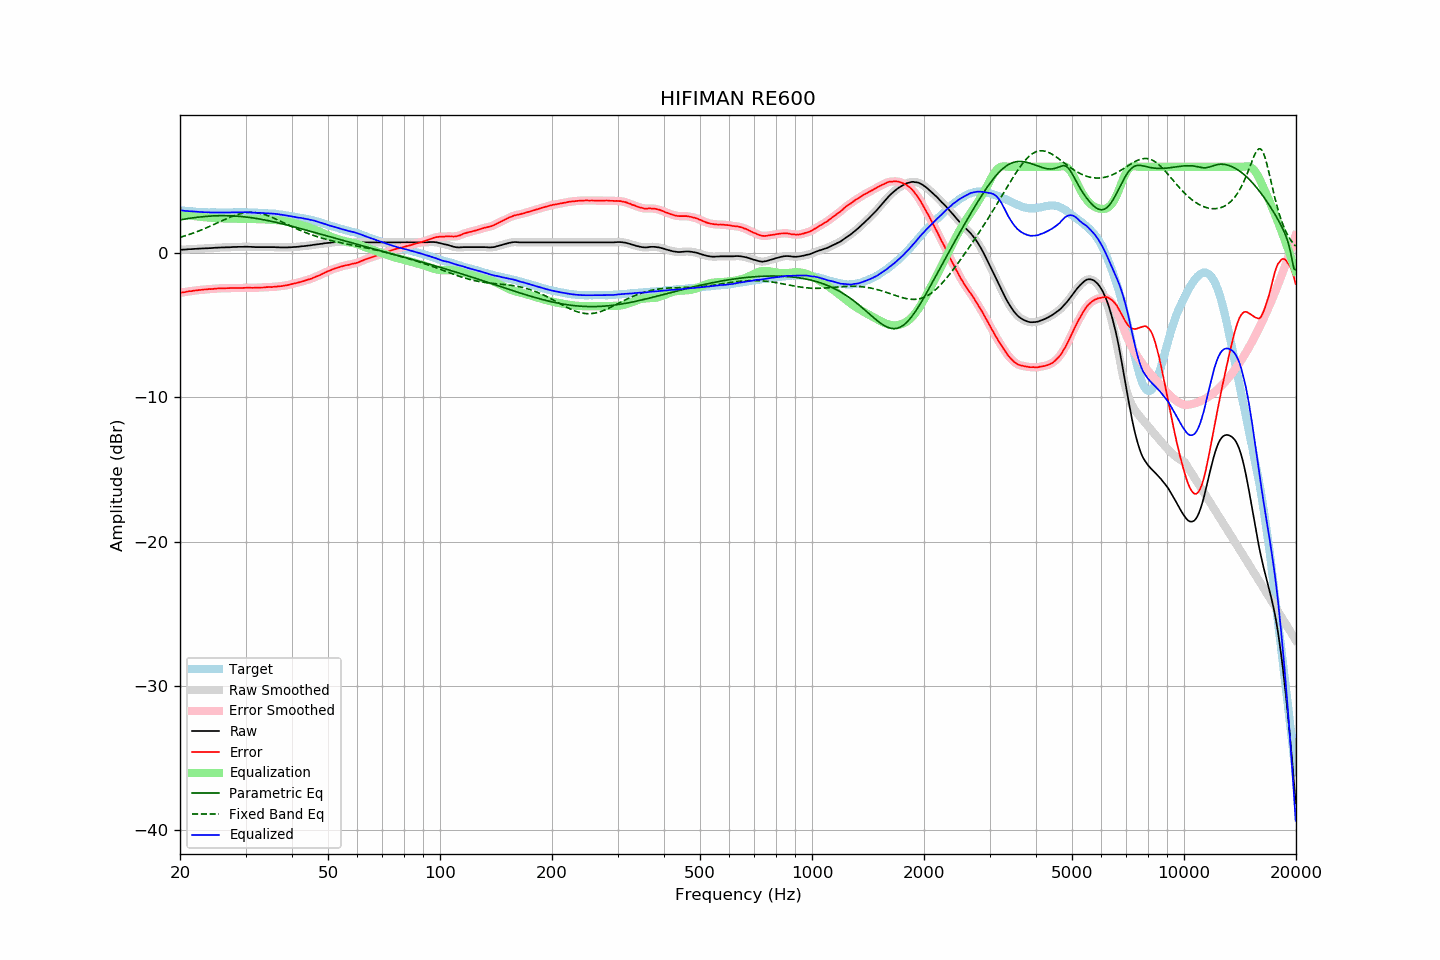 HIFIMAN RE600
Amplitude (dBr)
0
−10
−20
−30
−40
Target
Raw Smoothed
Error Smoothed
Raw
Error
Equalization
Parametric Eq
Fixed Band Eq
Equalized
20 50 100 200 500 1000 2000 5000 10000 20000
Frequency (Hz)